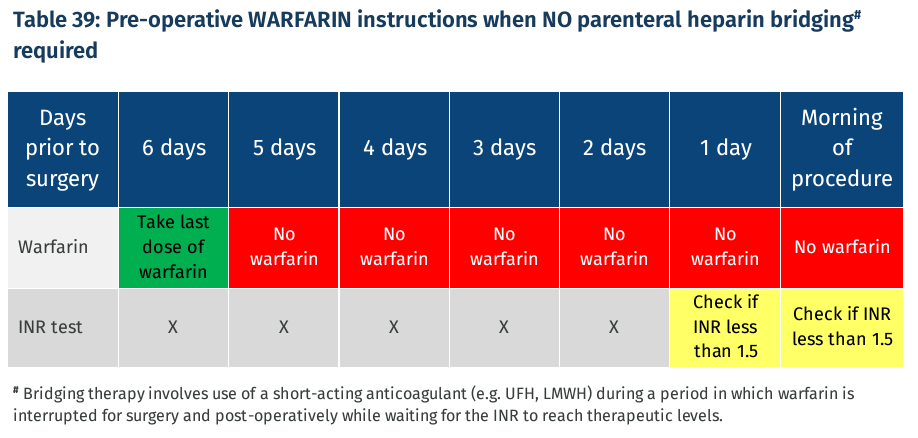 Table 39: Pre-operative WARFARIN instructions when NO parenteral heparin bridging#
required
Days
prior to
surgery
6 days
5 days
4 days
3 days
2 days
1 day
Morning
of
procedure
Warfarin
Take last
dose of
warfarin
No
warfarin
No
warfarin
No
warfarin
No
warfarin
No
warfarin
No warfarin
INR test
X
X
X
X
X
Check if
INR less
than 1.5
Check if INR
less than 1.5
# Bridging therapy involves use of a short-acting anticoagulant (e.g. UFH, LMWH) during a period in which warfarin is
interrupted for surgery and post-operatively while waiting for the INR to reach therapeutic levels.